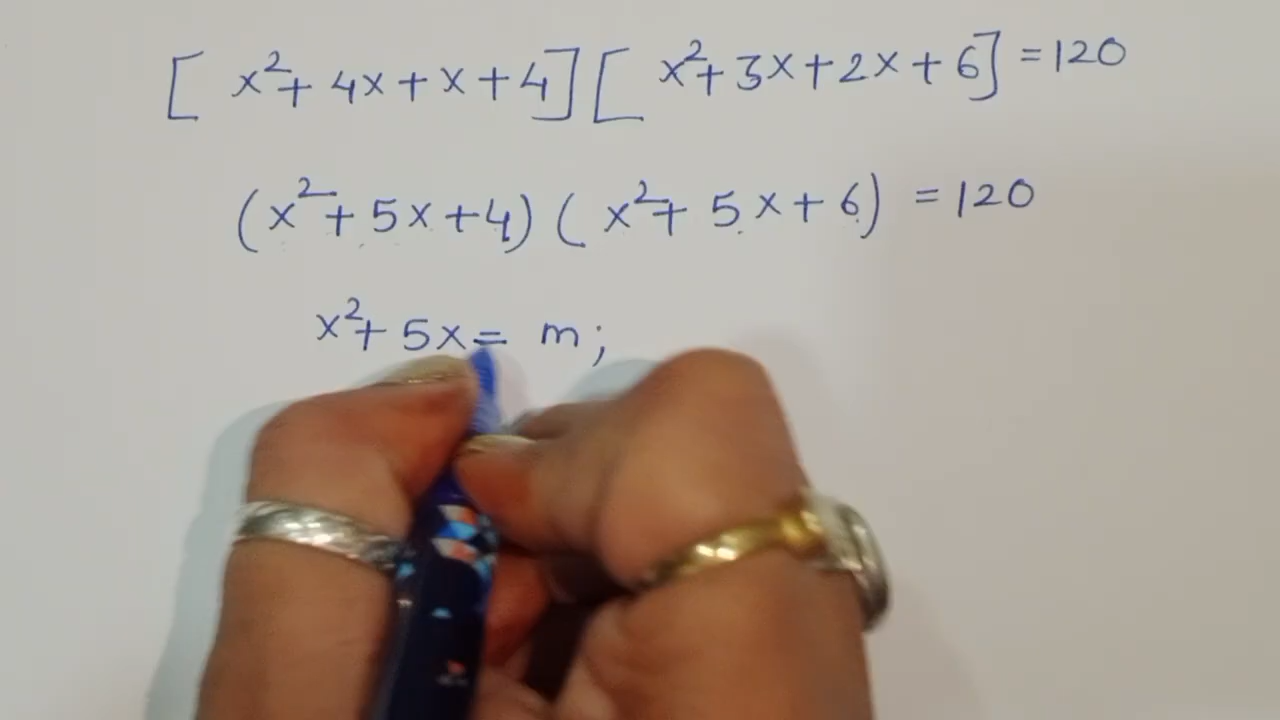 [x²+ 4x + x + 4] [x²+ 3x + 2x + 6] = 120
(x²+ 5x + 4) (x²+ 5x + 6) = 120
x²+ 5x = m;